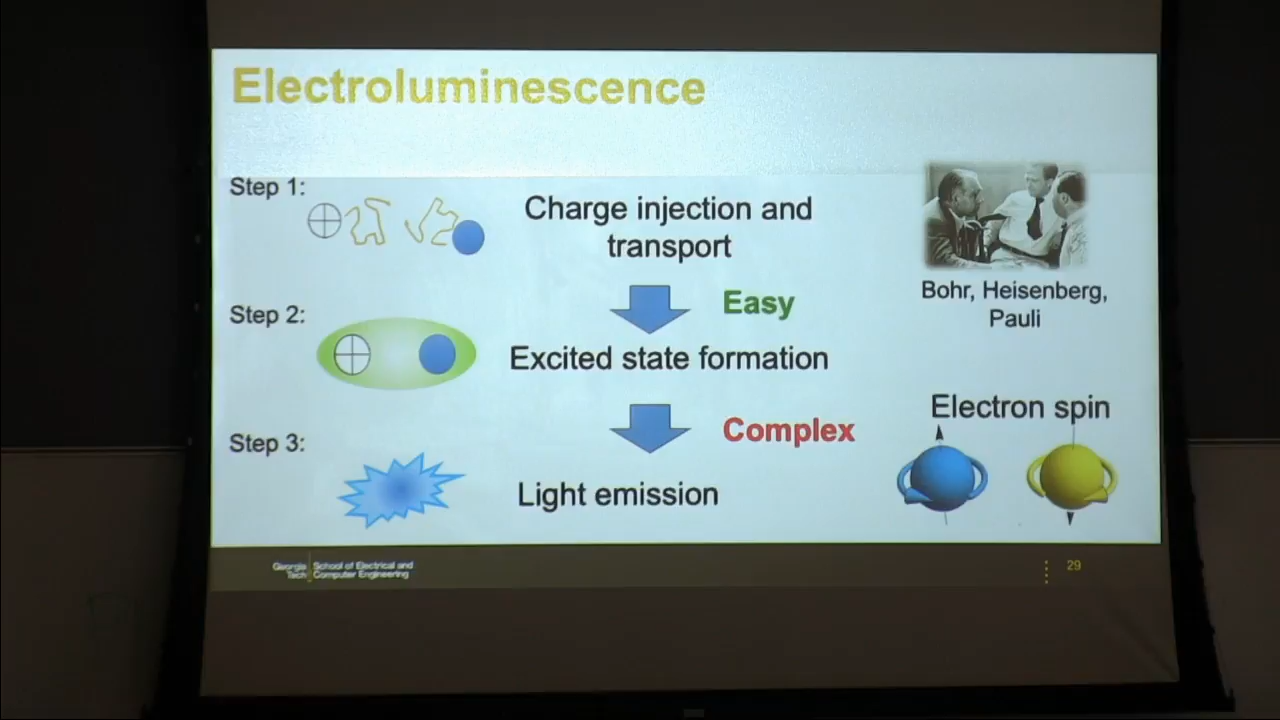 Electroluminescence
Step 1:
Charge injection and
transport
Easy
Step 2:
Excited state formation
Complex
Step 3:
Light emission
Bohr, Heisenberg,
Pauli
Electron spin
Georgia
Tech
School of Electrical and
Computer Engineering
29